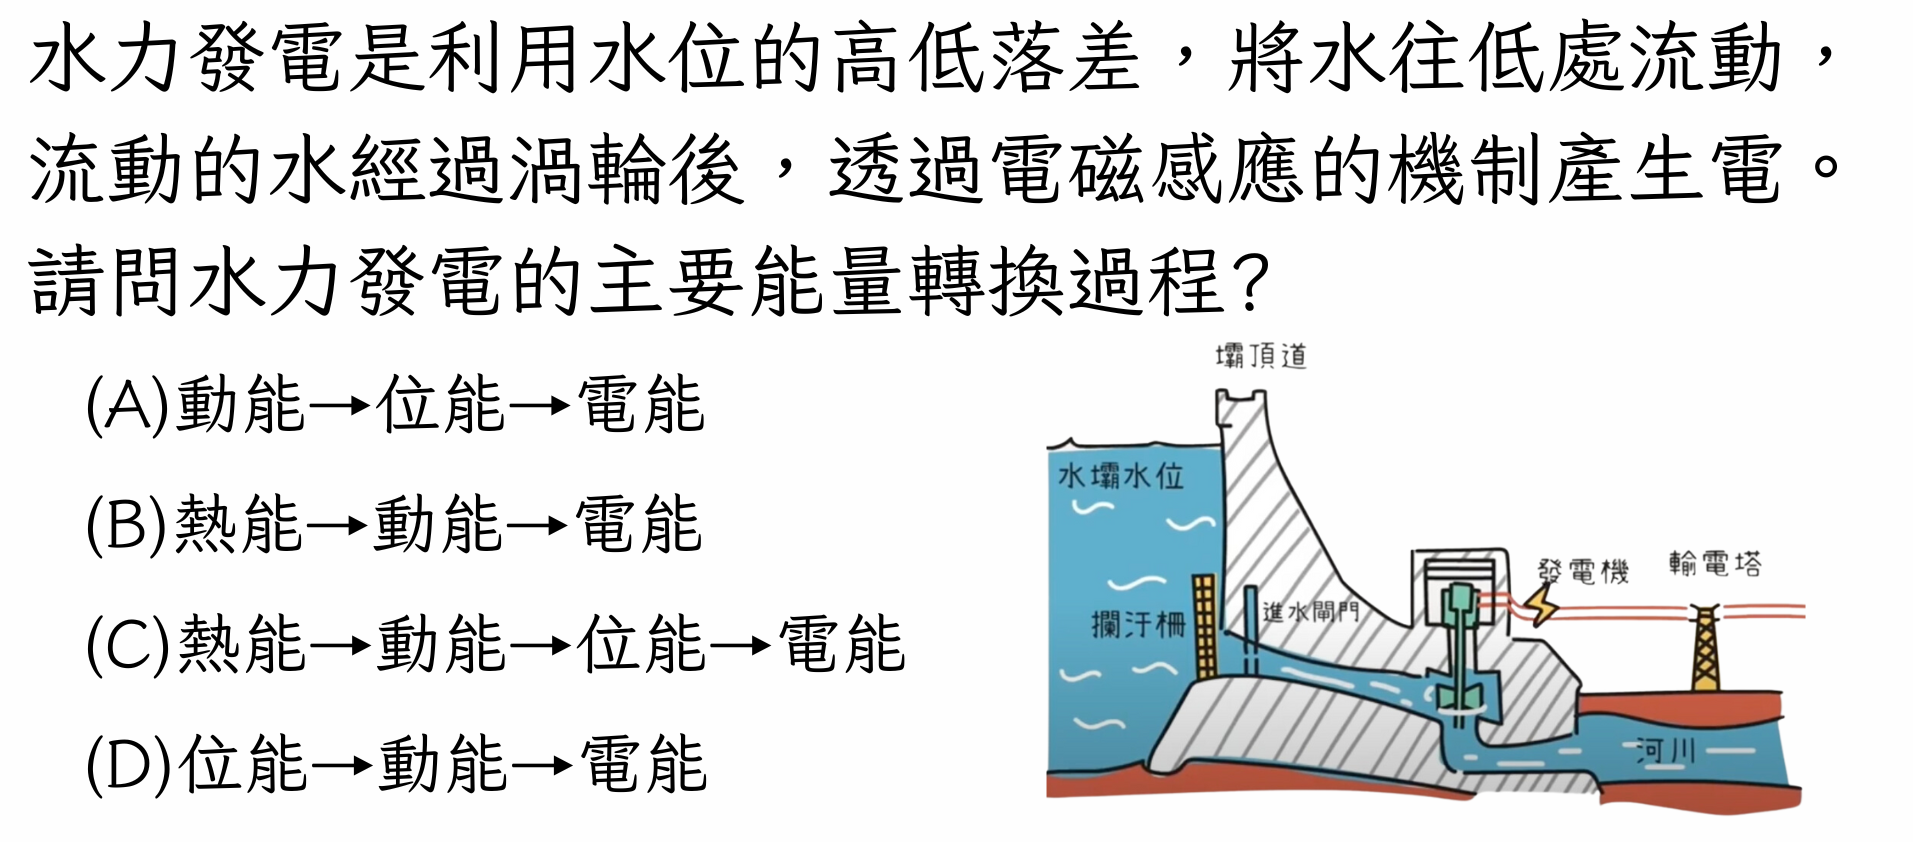 水力發電是利用水位的高低落差，將水往低處流動，
流動的水經過渦輪後，透過電磁感應的機制產生電。
請問水力發電的主要能量轉換過程?
(A)動能→位能→電能
(B)熱能→動能→電能
(C)熱能→動能→位能→電能
(D)位能→動能→電能
壩頂道
水壩水位
攔汙柵
進水閘門
發電機
輸電塔
河川